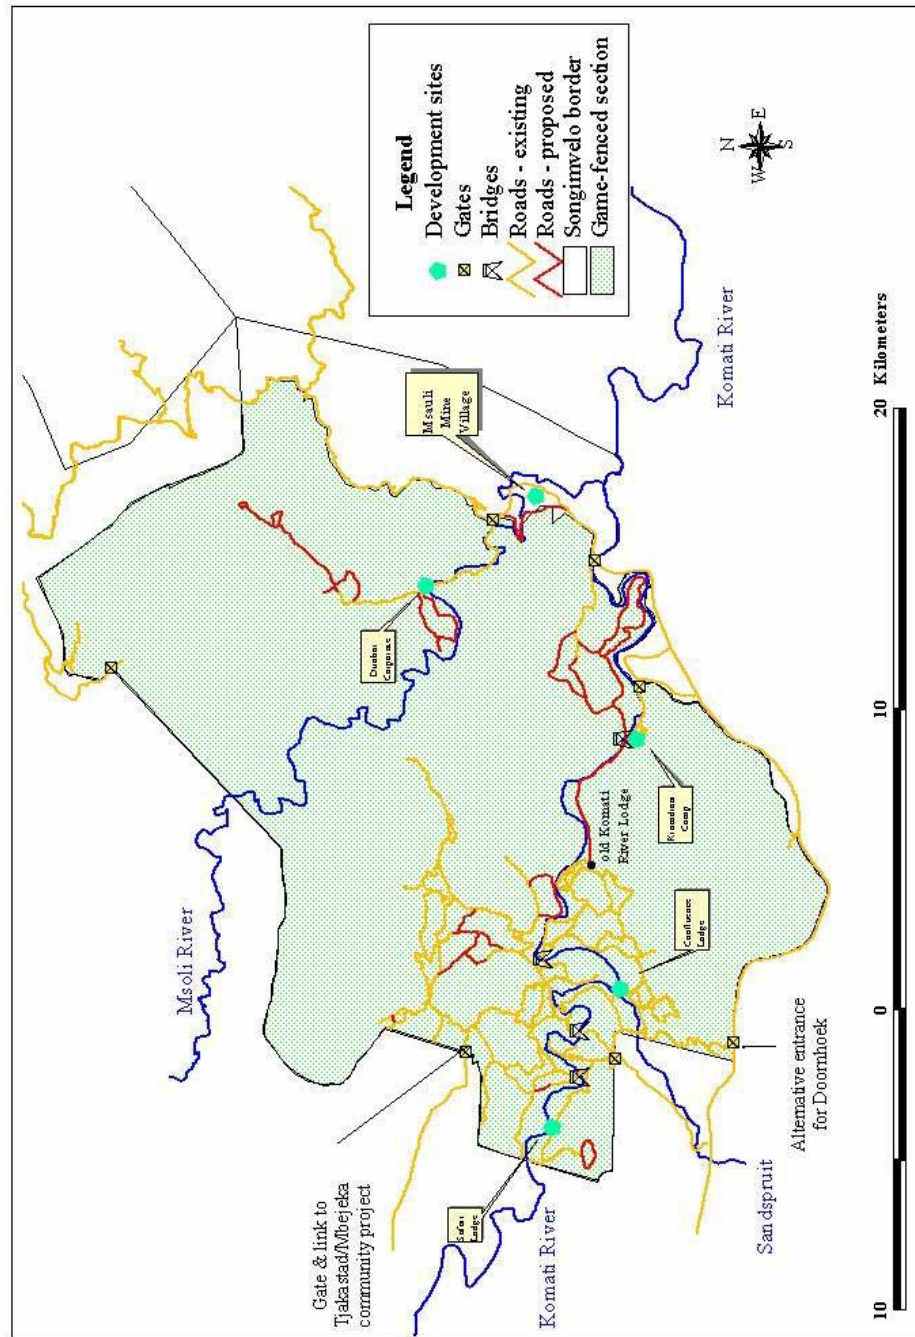 Legend
Development sites
Gates
Bridges
Roads - existing
Roads - proposed
Songimvelo border
Game-fenced section
N
W
E
S
Msoli River
Msauli
Mine
Village
Komati River
Dunbar
old Komati
River Lodge
Camp
Confluence
Lodge
Gate & link to
Tjakastad/Mbejeka
community project
Safari
Lodge
Komati River
Sandspruit
Alternative entrance
for Doornhoek
10
0
10
20
Kilometers